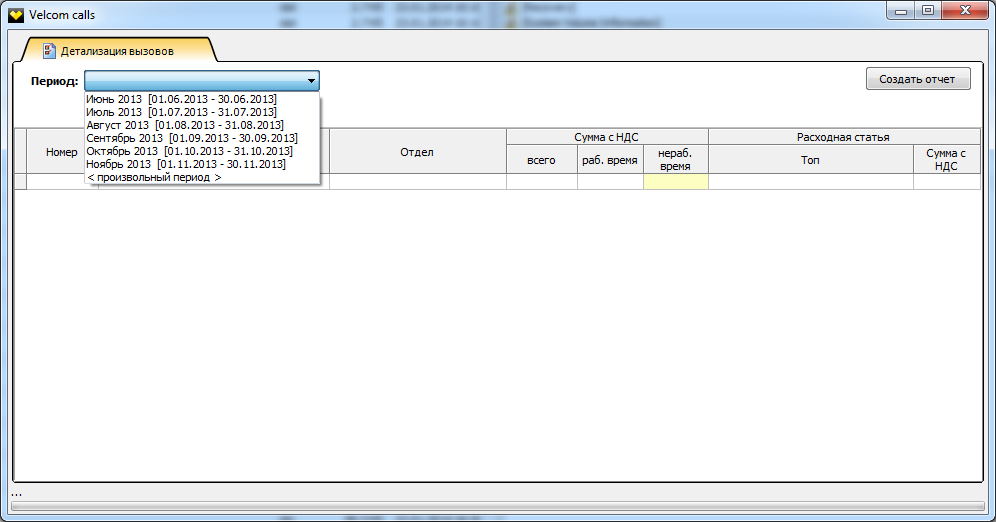 Velcom calls
Детализация вызовов
Период:
Создать отчет
Июнь 2013 [01.06.2013 - 30.06.2013]
Июль 2013 [01.07.2013 - 31.07.2013]
Август 2013 [01.08.2013 - 31.08.2013]
Сентябрь 2013 [01.09.2013 - 30.09.2013]
Октябрь 2013 [01.10.2013 - 31.10.2013]
Ноябрь 2013 [01.11.2013 - 30.11.2013]
< произвольный период >
Номер
Отдел
Сумма с НДС
Расходная статья
всего
раб. время
нераб.
время
Топ
Сумма с
НДС
...